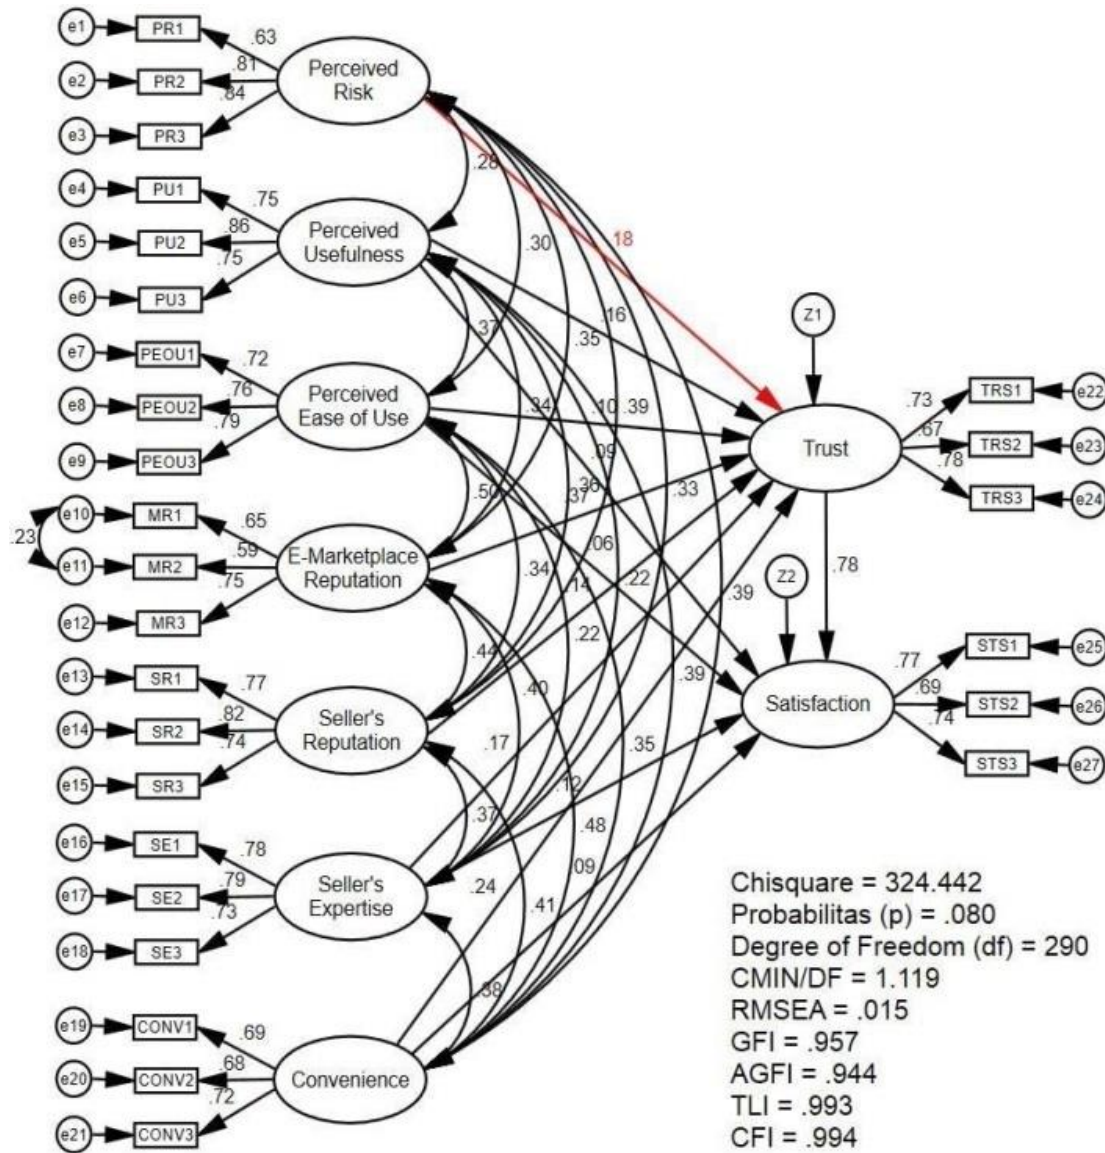 e1
PR1
.63
e2
PR2
.81
Perceived
Risk
.84
e3
PR3
e4
PU1
.28
.75
e5
PU2
.86
Perceived
Usefulness
.75
.30
.18
e6
PU3
.16
Z1
e7
PEOU1
.37
.35
.72
e8
PEOU2
.76
Perceived
Ease of Use
.34
.10
.39
.79
.73
TRS1
e22
e9
PEOU3
.09
Trust
.67
TRS2
e23
.78
TRS3
e24
e10
MR1
.50
.37
.36
.33
.65
.23
e11
MR2
.59
E-Marketplace
Reputation
.34
.06
.75
.14
.22
.39
Z2
.78
e12
MR3
.22
e13
SR1
.44
.40
.39
.77
.77
STS1
e25
e14
SR2
.82
Seller's
Reputation
Satisfaction
.69
STS2
e26
.74
.17
.35
.74
STS3
e27
e15
SR3
.12
e16
SE1
.37
.48
.78
e17
SE2
.79
Seller's
Expertise
.24
.09
.73
.41
e18
SE3
.38
e19
CONV1
.69
e20
CONV2
.68
Convenience
.72
e21
CONV3
Chisquare = 324.442
Probabilitas (p) = .080
Degree of Freedom (df) = 290
CMIN/DF = 1.119
RMSEA = .015
GFI = .957
AGFI = .944
TLI = .993
CFI = .994